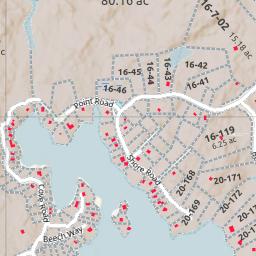 80.16 ac
16-7-02
15.18 ac
16-45
16-44
16-43
16-42
16-41
16-46
Point Road
16-119
6.25 ac
Shore Road
20-168
20-169
20-171
20-172
Cove Road
Beech Way